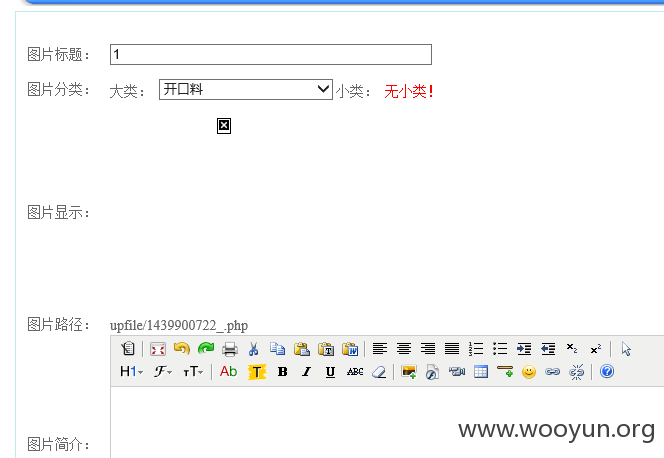 图片标题： 1
图片分类： 大类： 开口料 小类： 无小类！
图片显示：
图片路径： upfile/1439900722_.php
H1 F тT Ab T B I U ABC
图片简介：
www.wooyun.org